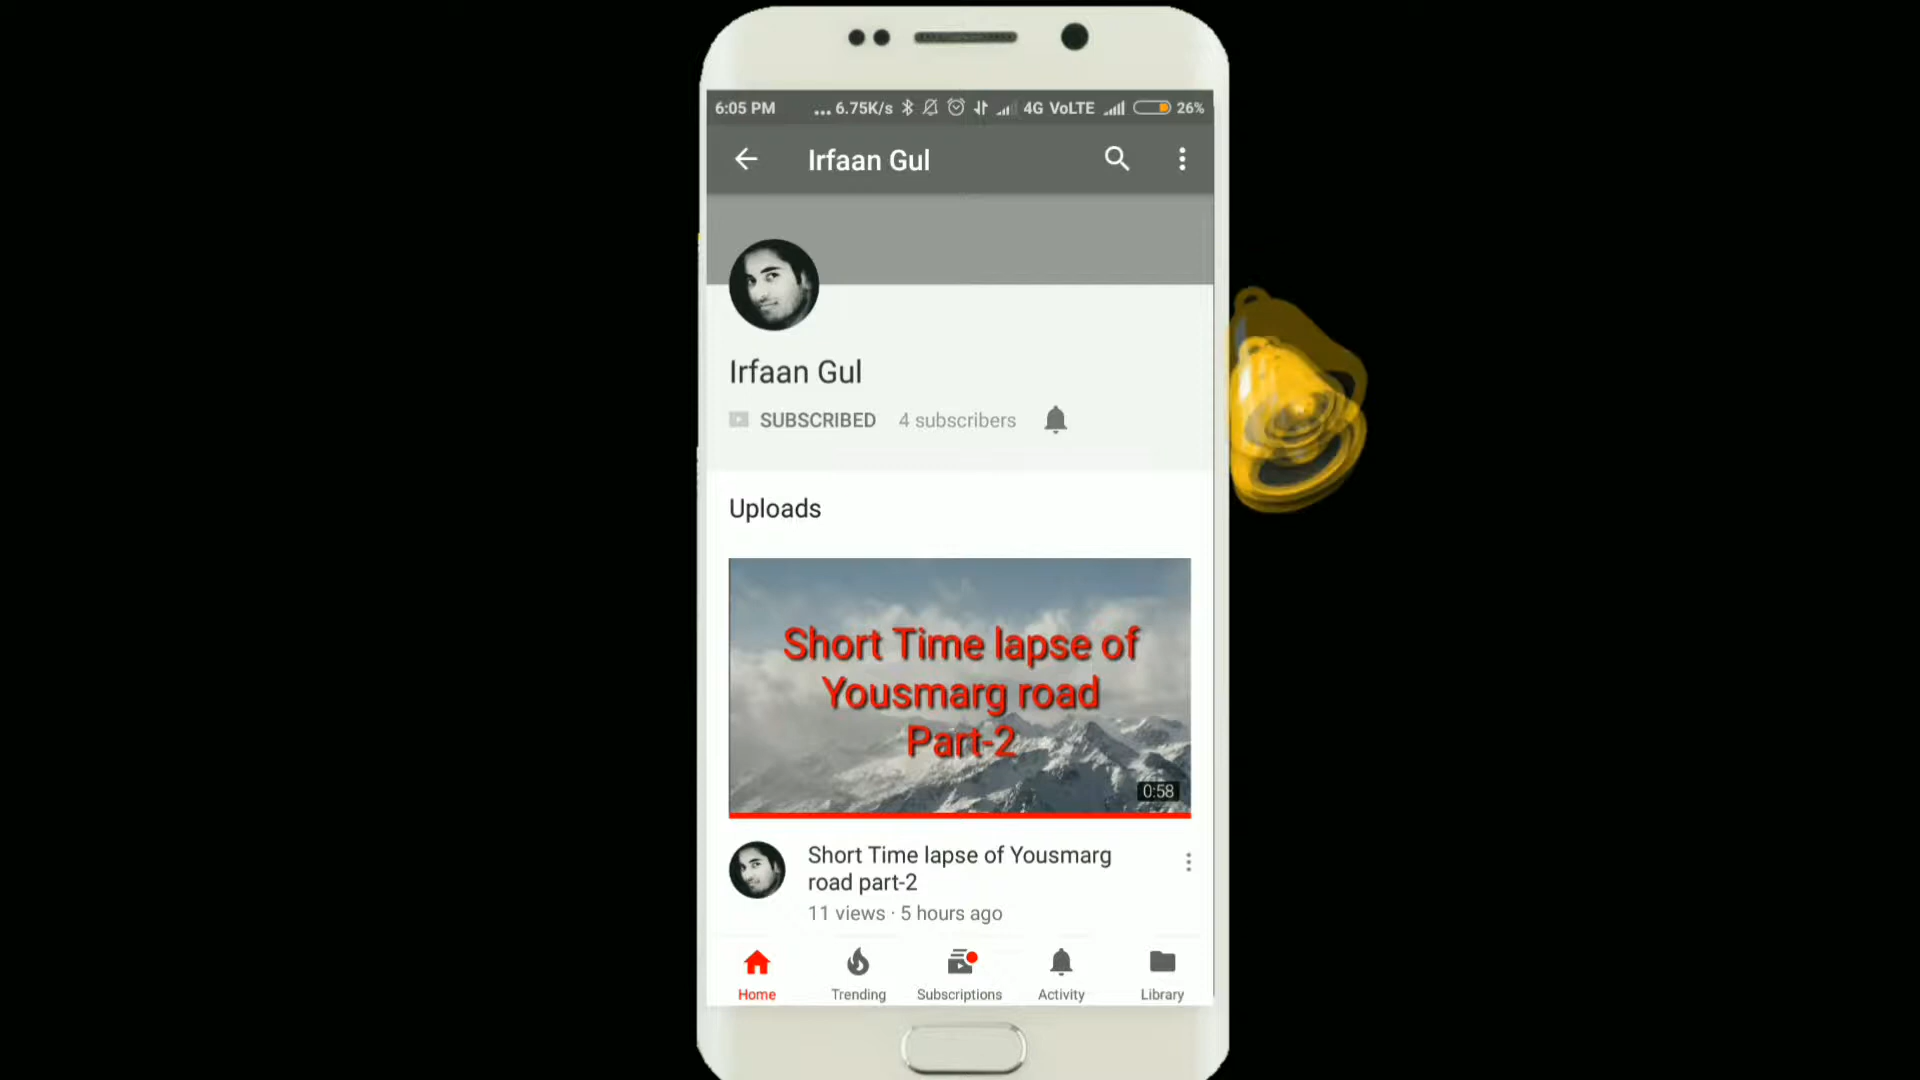 6:05 PM ... 6.75K/s 4G VoLTE 26%
Irfaan Gul
Irfaan Gul
SUBSCRIBED 4 subscribers
Uploads
Short Time lapse of
Yousmarg road
Part-2
0:58
Short Time lapse of Yousmarg
road part-2
11 views · 5 hours ago
Home Trending Subscriptions Activity Library